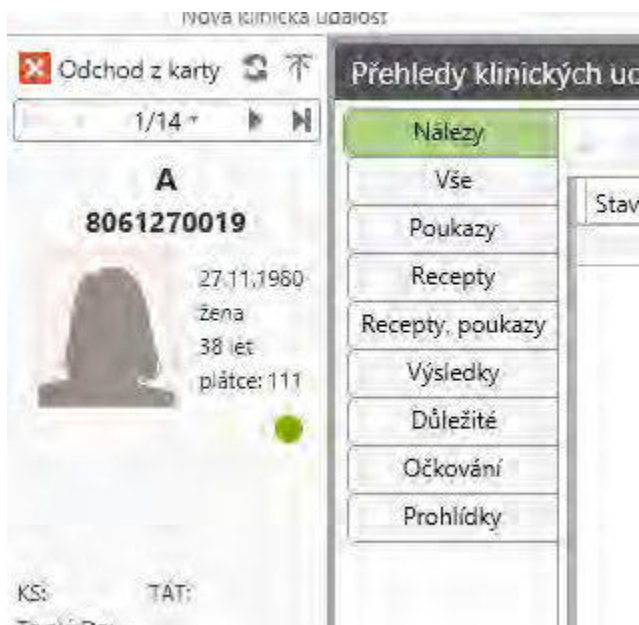 Nová klinická událost
Odchod z karty
1/14
A
8061270019
27.11.1980
žena
38 let
plátce: 111
KS: TAT:
Přehledy klinických
Nálezy
Vše
Poukazy
Recepty
Recepty, poukazy
Výsledky
Důležité
Očkování
Prohlídky
Stav